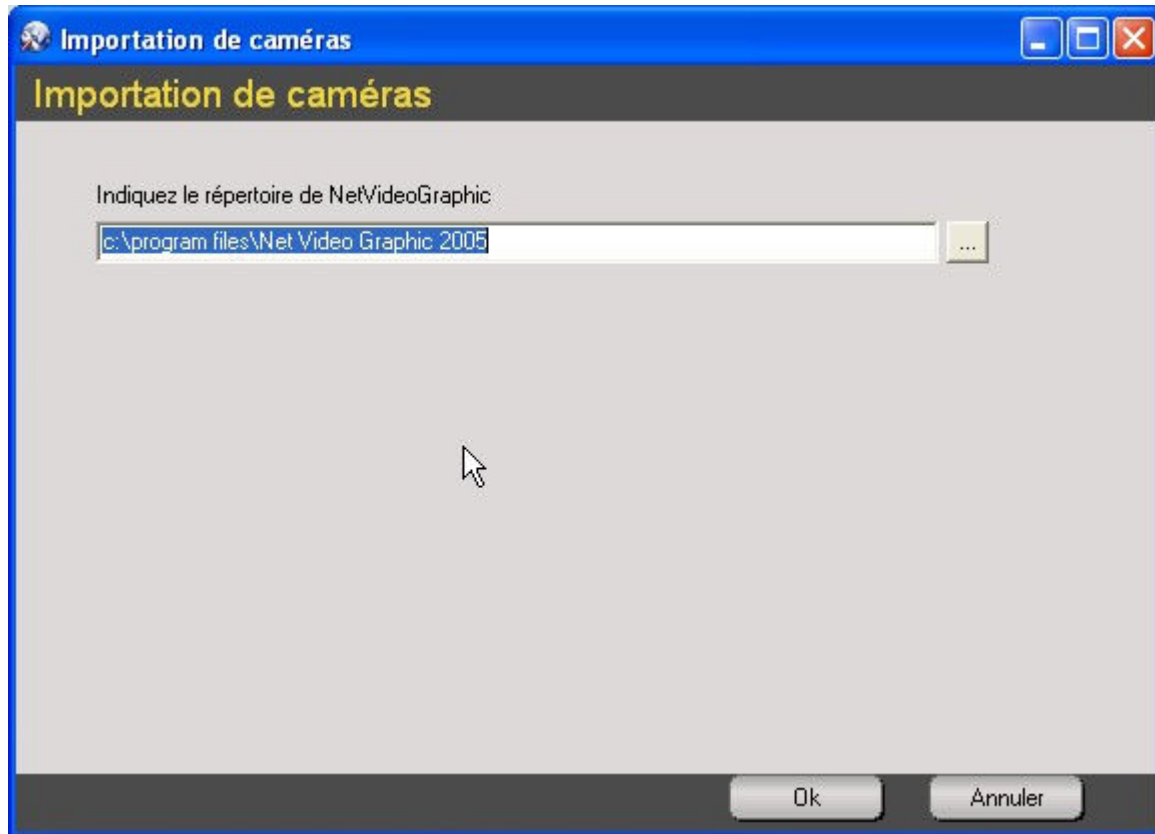 Importation de caméras
Importation de caméras
Indiquez le répertoire de NetVideoGraphic
c:\program files\Net Video Graphic 2005
...
Ok
Annuler